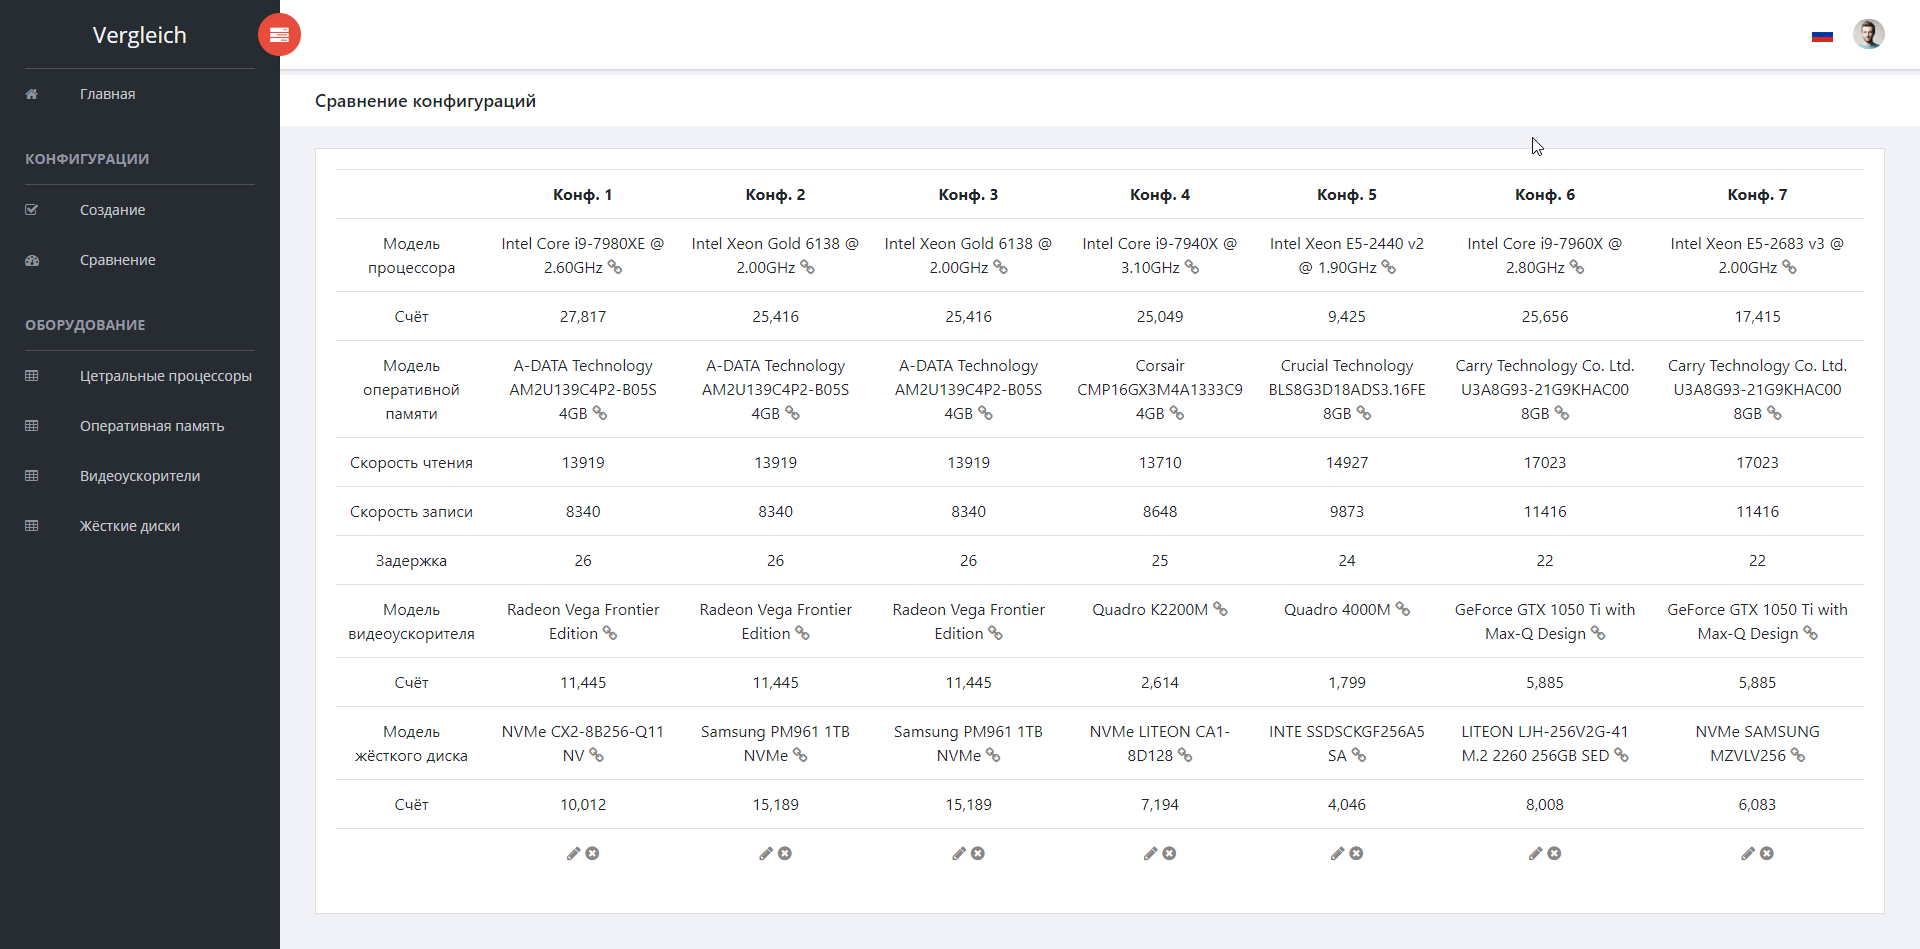 Vergleich
Главная
КОНФИГУРАЦИИ
Создание
Сравнение
ОБОРУДОВАНИЕ
Цетральные процессоры
Оперативная память
Видеоускорители
Жёсткие диски
Сравнение конфигураций
Конф. 1 Конф. 2 Конф. 3 Конф. 4 Конф. 5 Конф. 6 Конф. 7
Модель Intel Core i9-7980XE @ Intel Xeon Gold 6138 @ Intel Xeon Gold 6138 @ Intel Core i9-7940X @ Intel Xeon E5-2440 v2 Intel Core i9-7960X @ Intel Xeon E5-2683 v3 @
процессора 2.60GHz 2.00GHz 2.00GHz 3.10GHz @ 1.90GHz 2.80GHz 2.00GHz
Счёт 27,817 25,416 25,416 25,049 9,425 25,656 17,415
Модель A-DATA Technology A-DATA Technology A-DATA Technology Corsair Crucial Technology Carry Technology Co. Ltd. Carry Technology Co. Ltd.
оперативной AM2U139C4P2-B05S AM2U139C4P2-B05S AM2U139C4P2-B05S CMP16GX3M4A1333C9 BLS8G3D18ADS3.16FE U3A8G93-21G9KHAC00 U3A8G93-21G9KHAC00
памяти 4GB 4GB 4GB 4GB 8GB 8GB 8GB
Скорость чтения 13919 13919 13919 13710 14927 17023 17023
Скорость записи 8340 8340 8340 8648 9873 11416 11416
Задержка 26 26 26 25 24 22 22
Модель Radeon Vega Frontier Radeon Vega Frontier Radeon Vega Frontier Quadro K2200M Quadro 4000M GeForce GTX 1050 Ti with GeForce GTX 1050 Ti with
видеоускорителя Edition Edition Edition Max-Q Design Max-Q Design
Счёт 11,445 11,445 11,445 2,614 1,799 5,885 5,885
Модель NVMe CX2-8B256-Q11 Samsung PM961 1TB Samsung PM961 1TB NVMe LITEON CA1- INTE SSDSCKGF256A5 LITEON LJH-256V2G-41 NVMe SAMSUNG
жёсткого диска NV NVMe NVMe 8D128 SA M.2 2260 256GB SED MZVLV256
Счёт 10,012 15,189 15,189 7,194 4,046 8,008 6,083